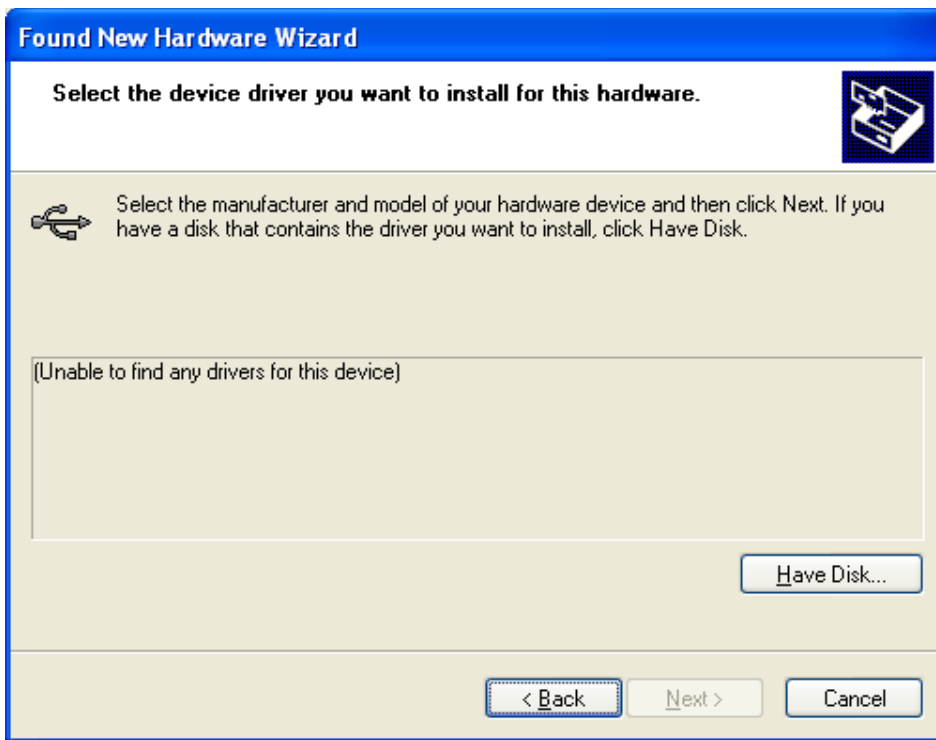 Found New Hardware Wizard
Select the device driver you want to install for this hardware.
Select the manufacturer and model of your hardware device and then click Next. If you
have a disk that contains the driver you want to install, click Have Disk.
(Unable to find any drivers for this device)
Have Disk...
< Back
Next >
Cancel